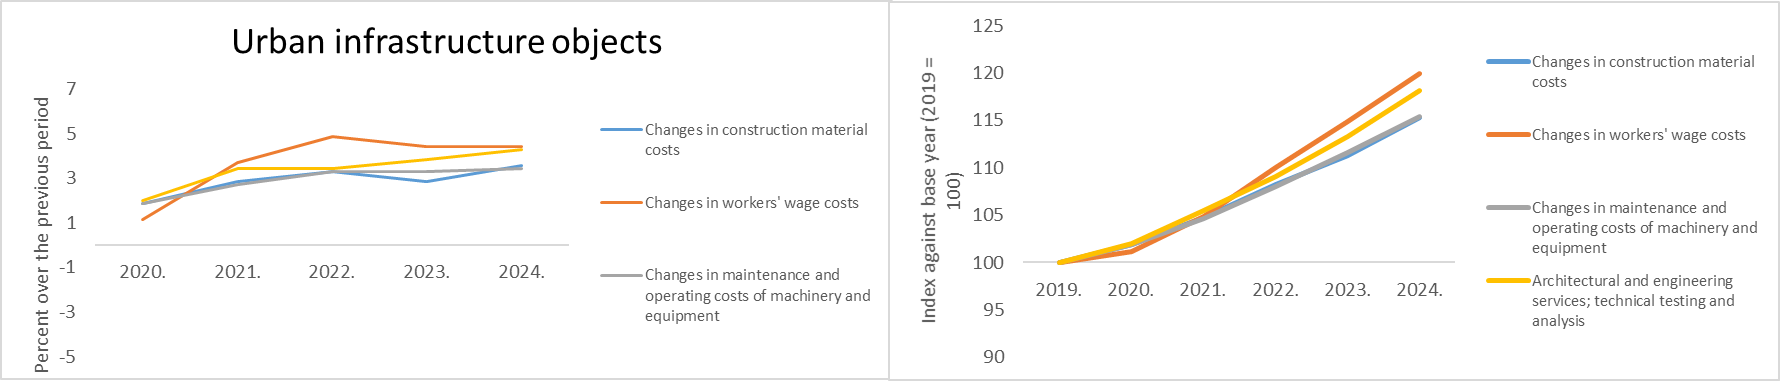 Urban infrastructure objects
Percent over the previous period
7
5
3
1
-1
-3
-5
2020.
2021.
2022.
2023.
2024.
Changes in construction material
costs
Changes in workers' wage costs
Changes in maintenance and
operating costs of machinery and
equipment
Index against base year (2019 =
100)
125
120
115
110
105
100
95
90
2019.
2020.
2021.
2022.
2023.
2024.
Changes in construction material
costs
Changes in workers' wage costs
Changes in maintenance and
operating costs of machinery and
equipment
Architectural and engineering
services; technical testing and
analysis